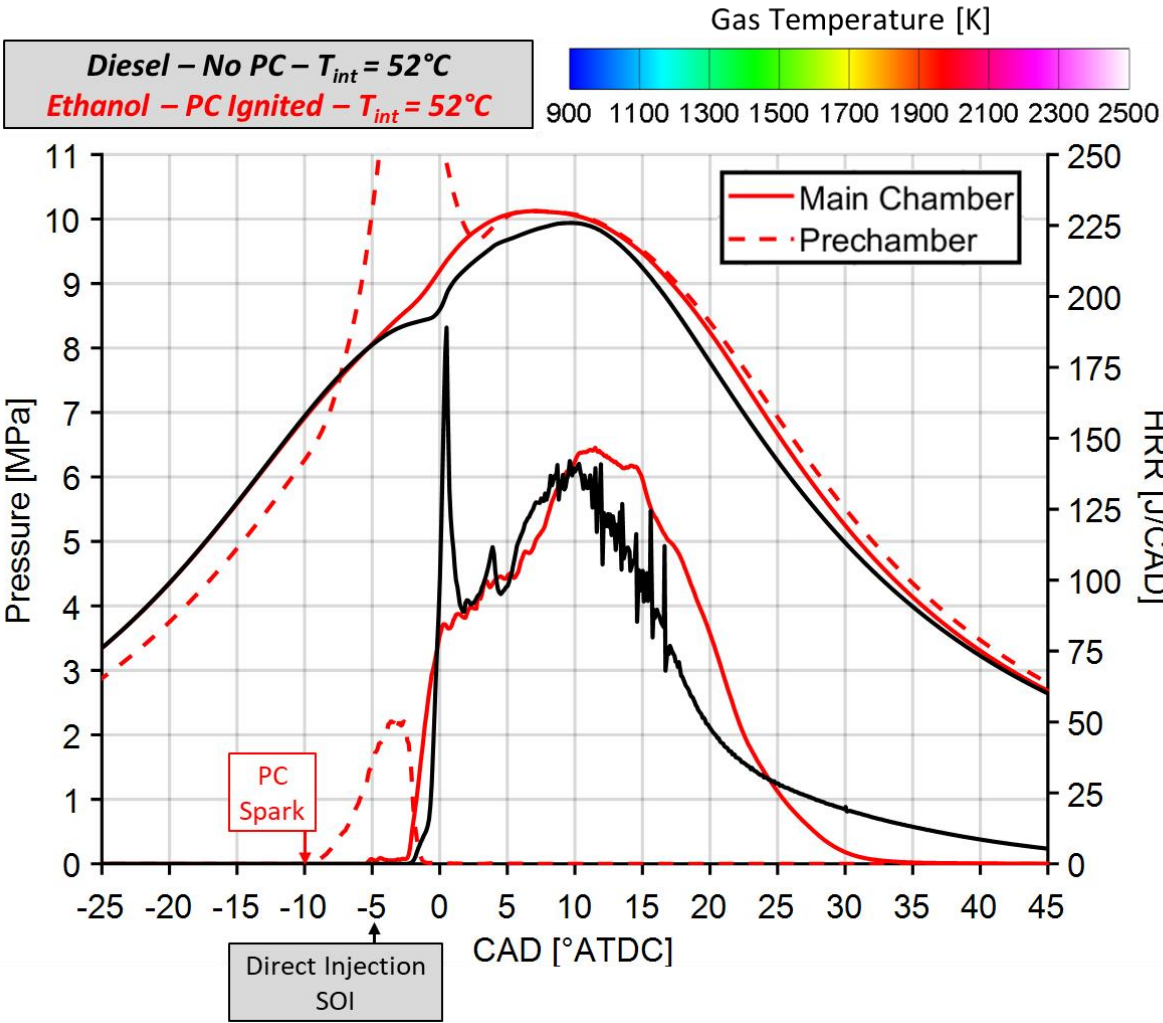 Gas Temperature [K]
Diesel – No PC – Tint = 52°C
Ethanol – PC Ignited – Tint = 52°C
900 1100 1300 1500 1700 1900 2100 2300 2500
11
10
9
8
7
6
5
4
3
2
1
0
Pressure [MPa]
250
225
200
175
150
125
100
75
50
25
0
HRR [J/CAD]
Main Chamber
Prechamber
PC
Spark
-25 -20 -15 -10 -5 0 5 10 15 20 25 30 35 40 45
CAD [°ATDC]
Direct Injection
SOI